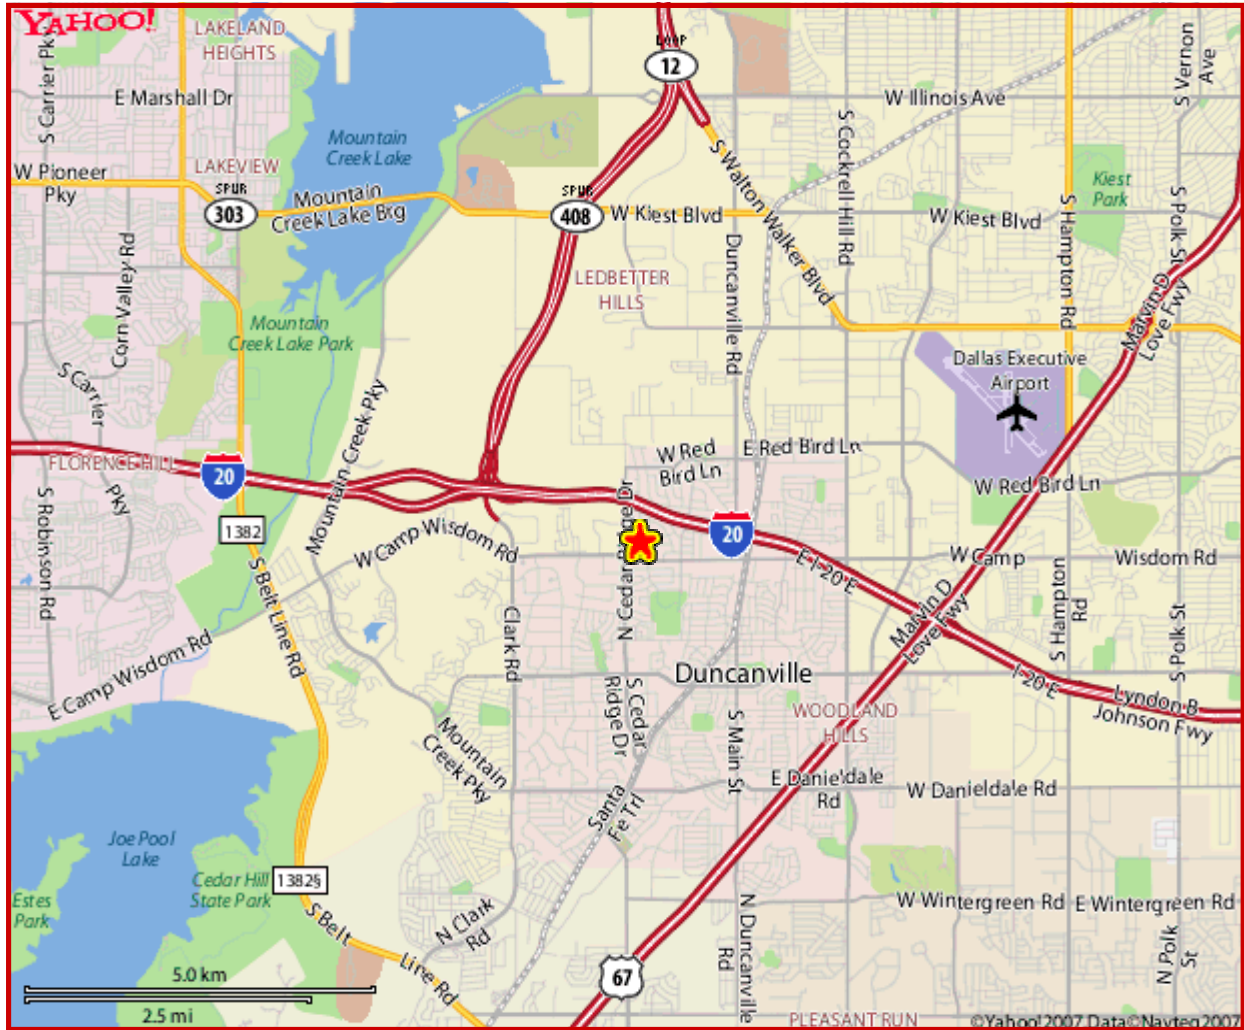 YAHOO!
LAKELAND
HEIGHTS
S Carrier Pky
E Marshall Dr
Mountain
Creek Lake
LOOP
12
W Illinois Ave
S Vernon
Ave
W Pioneer
Pky
LAKEVIEW
SPUR
303
Mountain
Creek Lake Brg
SPUR
408
W Kiest Blvd
S Walton Walker Blvd
S Cockrell Hill Rd
W Kiest Blvd
Kiest
Park
S Hampton Rd
S Polk St
Corn Valley Rd
LEDBETTER
HILLS
Duncanville Rd
Marvin D
Love Fwy
Mountain
Creek Lake Park
S Carrier
Pky
Dallas Executive
Airport
Mountain Creek Pky
W Red
Bird Ln
E Red Bird Ln
W Red Bird Ln
FLORENCE HILL
20
S Robinson Rd
1382
W Camp Wisdom Rd
N Cedar Ridge Dr
20
E I-20 E
W Camp
Wisdom Rd
S Belt Line Rd
Clark Rd
Marvin D
Love Fwy
S Hampton
Rd
S Polk St
E Camp Wisdom Rd
Duncanville
I-20 E
Lyndon B
Johnson Fwy
S Cedar
Ridge Dr
WOODLAND
HILLS
S Main St
Mountain
Creek Pky
E Danieldale
Rd
W Danieldale Rd
Santa
Fe Trl
Joe Pool
Lake
Cedar Hill
State Park
1382§
Estes
Park
S Belt
Line Rd
N Clark
Rd
W Wintergreen Rd
E Wintergreen Rd
N Duncanville
Rd
N Polk
St
67
5.0 km
2.5 mi
PLEASANT RUN
©Yahoo! 2007, Data©Navteq 2007